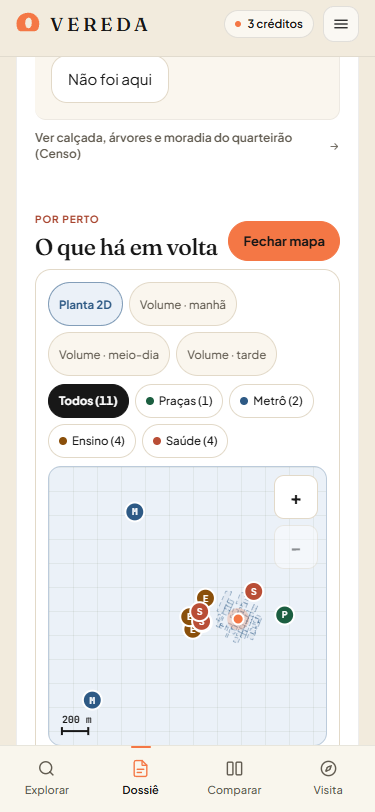 VEREDA
3 créditos
Não foi aqui
Ver calçada, árvores e moradia do quarteirão
(Censo)
→
POR PERTO
O que há em volta
Fechar mapa
Planta 2D
Volume · manhã
Volume · meio-dia
Volume · tarde
Todos (11)
Praças (1)
Metrô (2)
Ensino (4)
Saúde (4)
+
−
M
S
E
S
P
M
200 m
Explorar
Dossiê
Comparar
Visita